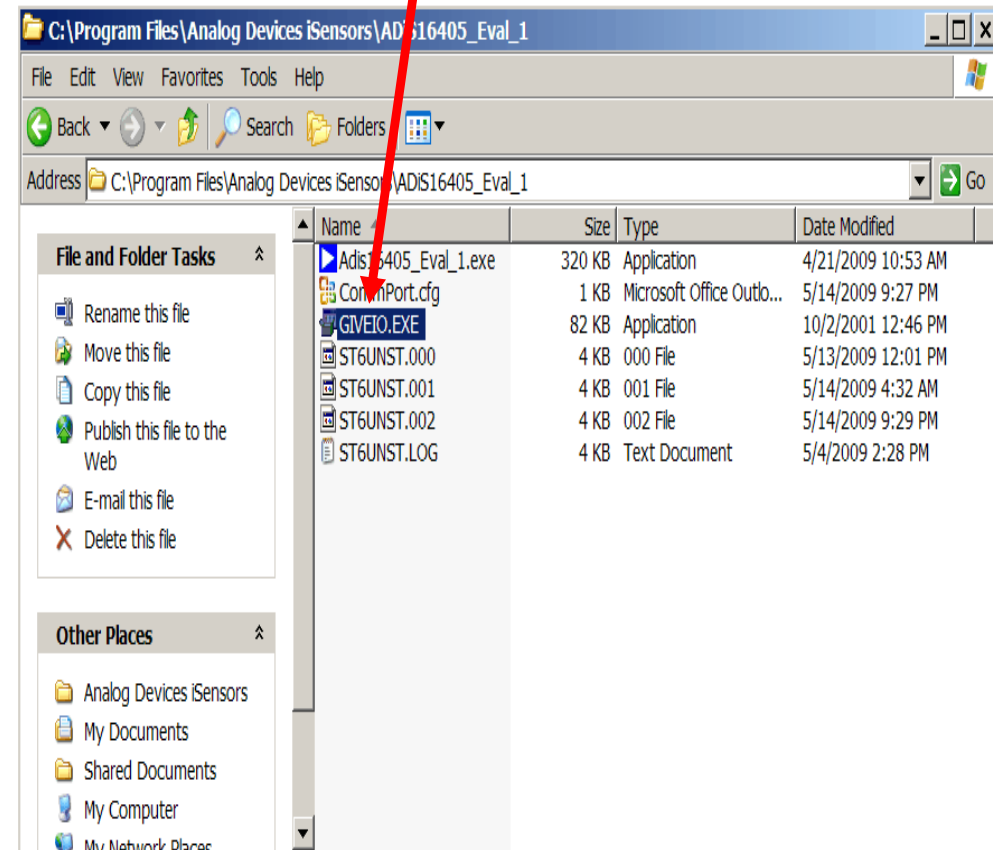 C:\Program Files\Analog Devices iSensors\ADiS16405_Eval_1
File Edit View Favorites Tools Help
Back Search Folders
Address C:\Program Files\Analog Devices iSensors\ADiS16405_Eval_1 Go
Name Size Type Date Modified
Adis16405_Eval_1.exe 320 KB Application 4/21/2009 10:53 AM
CommPort.cfg 1 KB Microsoft Office Outlo... 5/14/2009 9:27 PM
GIVEIO.EXE 82 KB Application 10/2/2001 12:46 PM
ST6UNST.000 4 KB 000 File 5/13/2009 12:01 PM
ST6UNST.001 4 KB 001 File 5/14/2009 4:32 AM
ST6UNST.002 4 KB 002 File 5/14/2009 9:29 PM
ST6UNST.LOG 4 KB Text Document 5/4/2009 2:28 PM
File and Folder Tasks
Rename this file
Move this file
Copy this file
Publish this file to the
Web
E-mail this file
Delete this file
Other Places
Analog Devices iSensors
My Documents
Shared Documents
My Computer
My Network Places